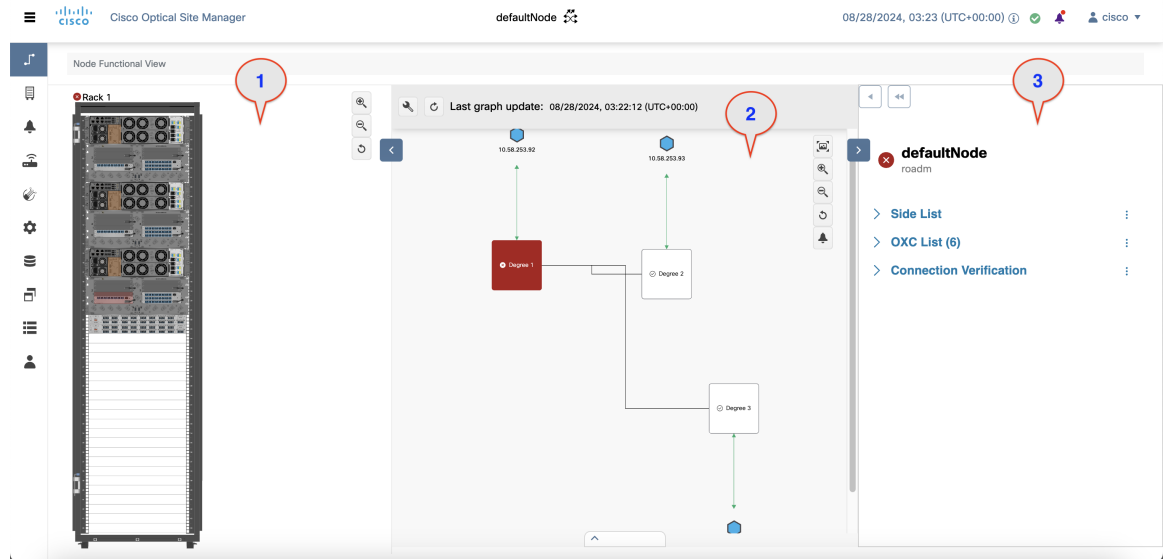 cisco
Cisco Optical Site Manager
defaultNode
08/28/2024, 03:23 (UTC+00:00)
cisco
Node Functional View
1
2
3
Rack 1
Last graph update: 08/28/2024, 03:22:12 (UTC+00:00)
10.58.253.92
10.58.253.93
defaultNode
roadm
Side List
OXC List (6)
Connection Verification
Degree 1
Degree 2
Degree 3